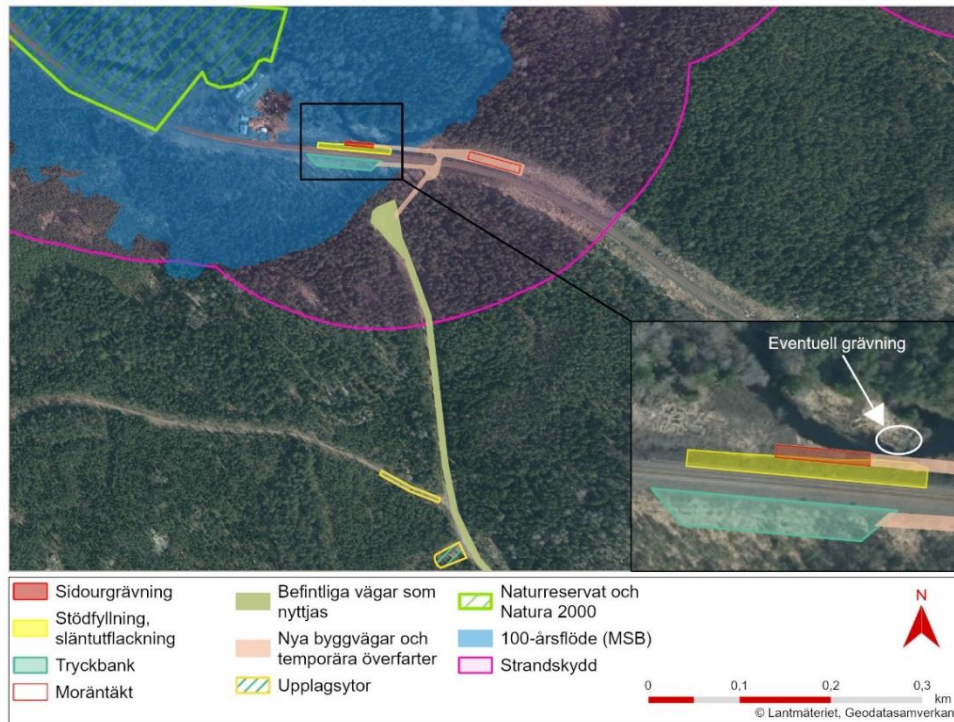 Eventuell grävning
Sidourgrävning
Stödfyllning,
släntutflackning
Tryckbank
Moräntäkt
Befintliga vägar som
nyttjas
Nya byggvägar och
temporära överfarter
Upplagsytor
Naturreservat och
Natura 2000
100-årsflöde (MSB)
Strandskydd
N
0 0,1 0,2 0,3
km
© Lantmäteriet, Geodatasamverkan